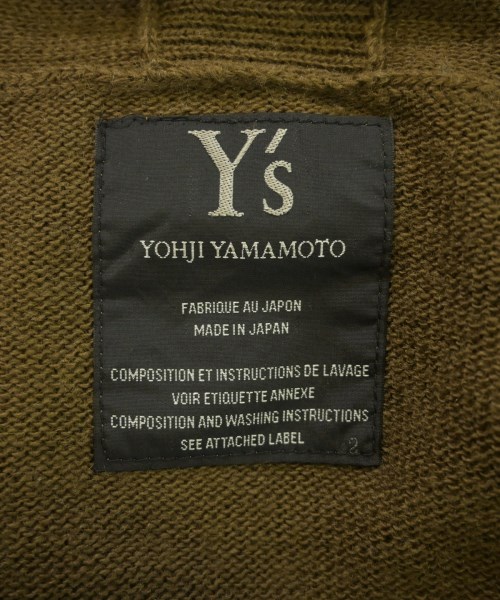 Y's
YOHJI YAMAMOTO
FABRIQUE AU JAPON
MADE IN JAPAN
COMPOSITION ET INSTRUCTIONS DE LAVAGE
VOIR ETIQUETTE ANNEXE
COMPOSITION AND WASHING INSTRUCTIONS
SEE ATTACHED LABEL
2